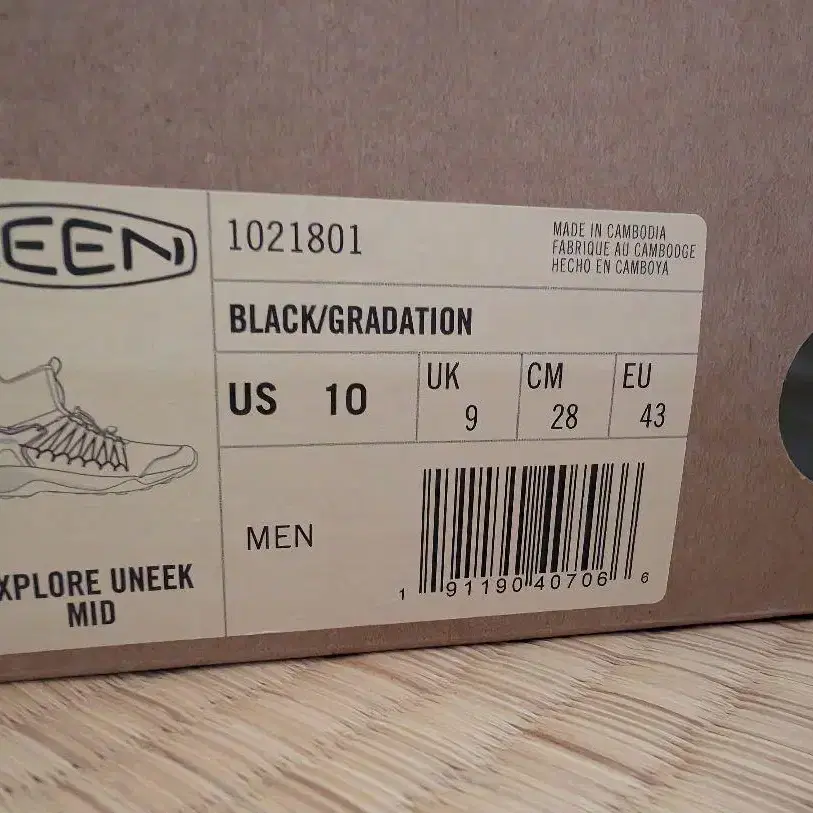 EEN
1021801
MADE IN CAMBODIA
FABRIQUE AU CAMBODGE
HECHO EN CAMBOYA
BLACK/GRADATION
US 10
UK 9
CM 28
EU 43
MEN
XPLORE UNEEK
MID
1 91190 40706 6